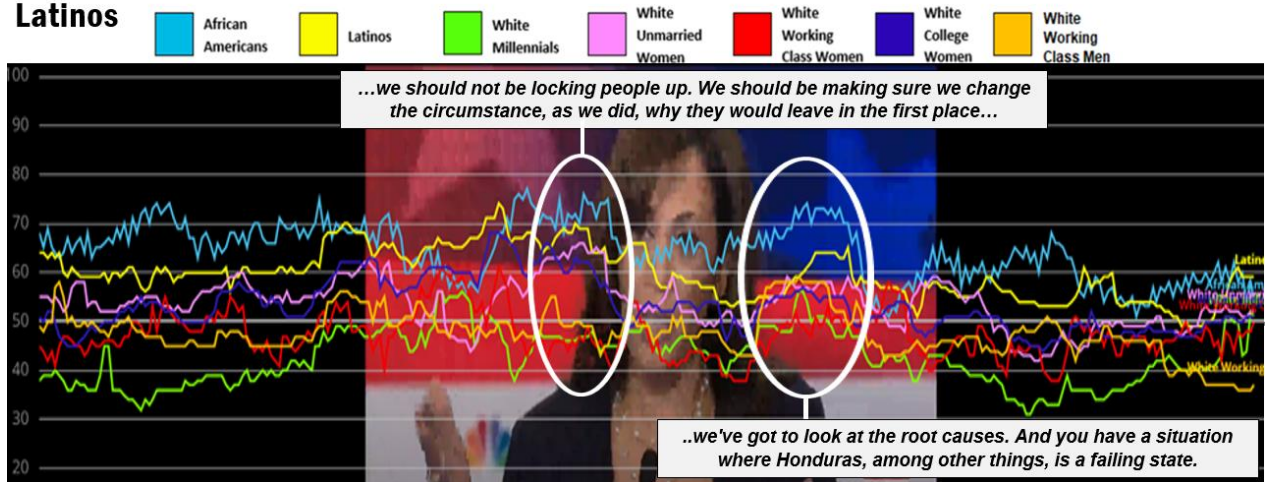 Latinos
African
Americans
Latinos
White
Millennials
White
Unmarried
Women
White
Working
Class Women
White
College
Women
White
Working
Class Men
100
…we should not be locking people up. We should be making sure we change
the circumstance, as we did, why they would leave in the first place…
90
80
70
60
50
40
30
20
White Working
..we've got to look at the root causes. And you have a situation
where Honduras, among other things, is a failing state.